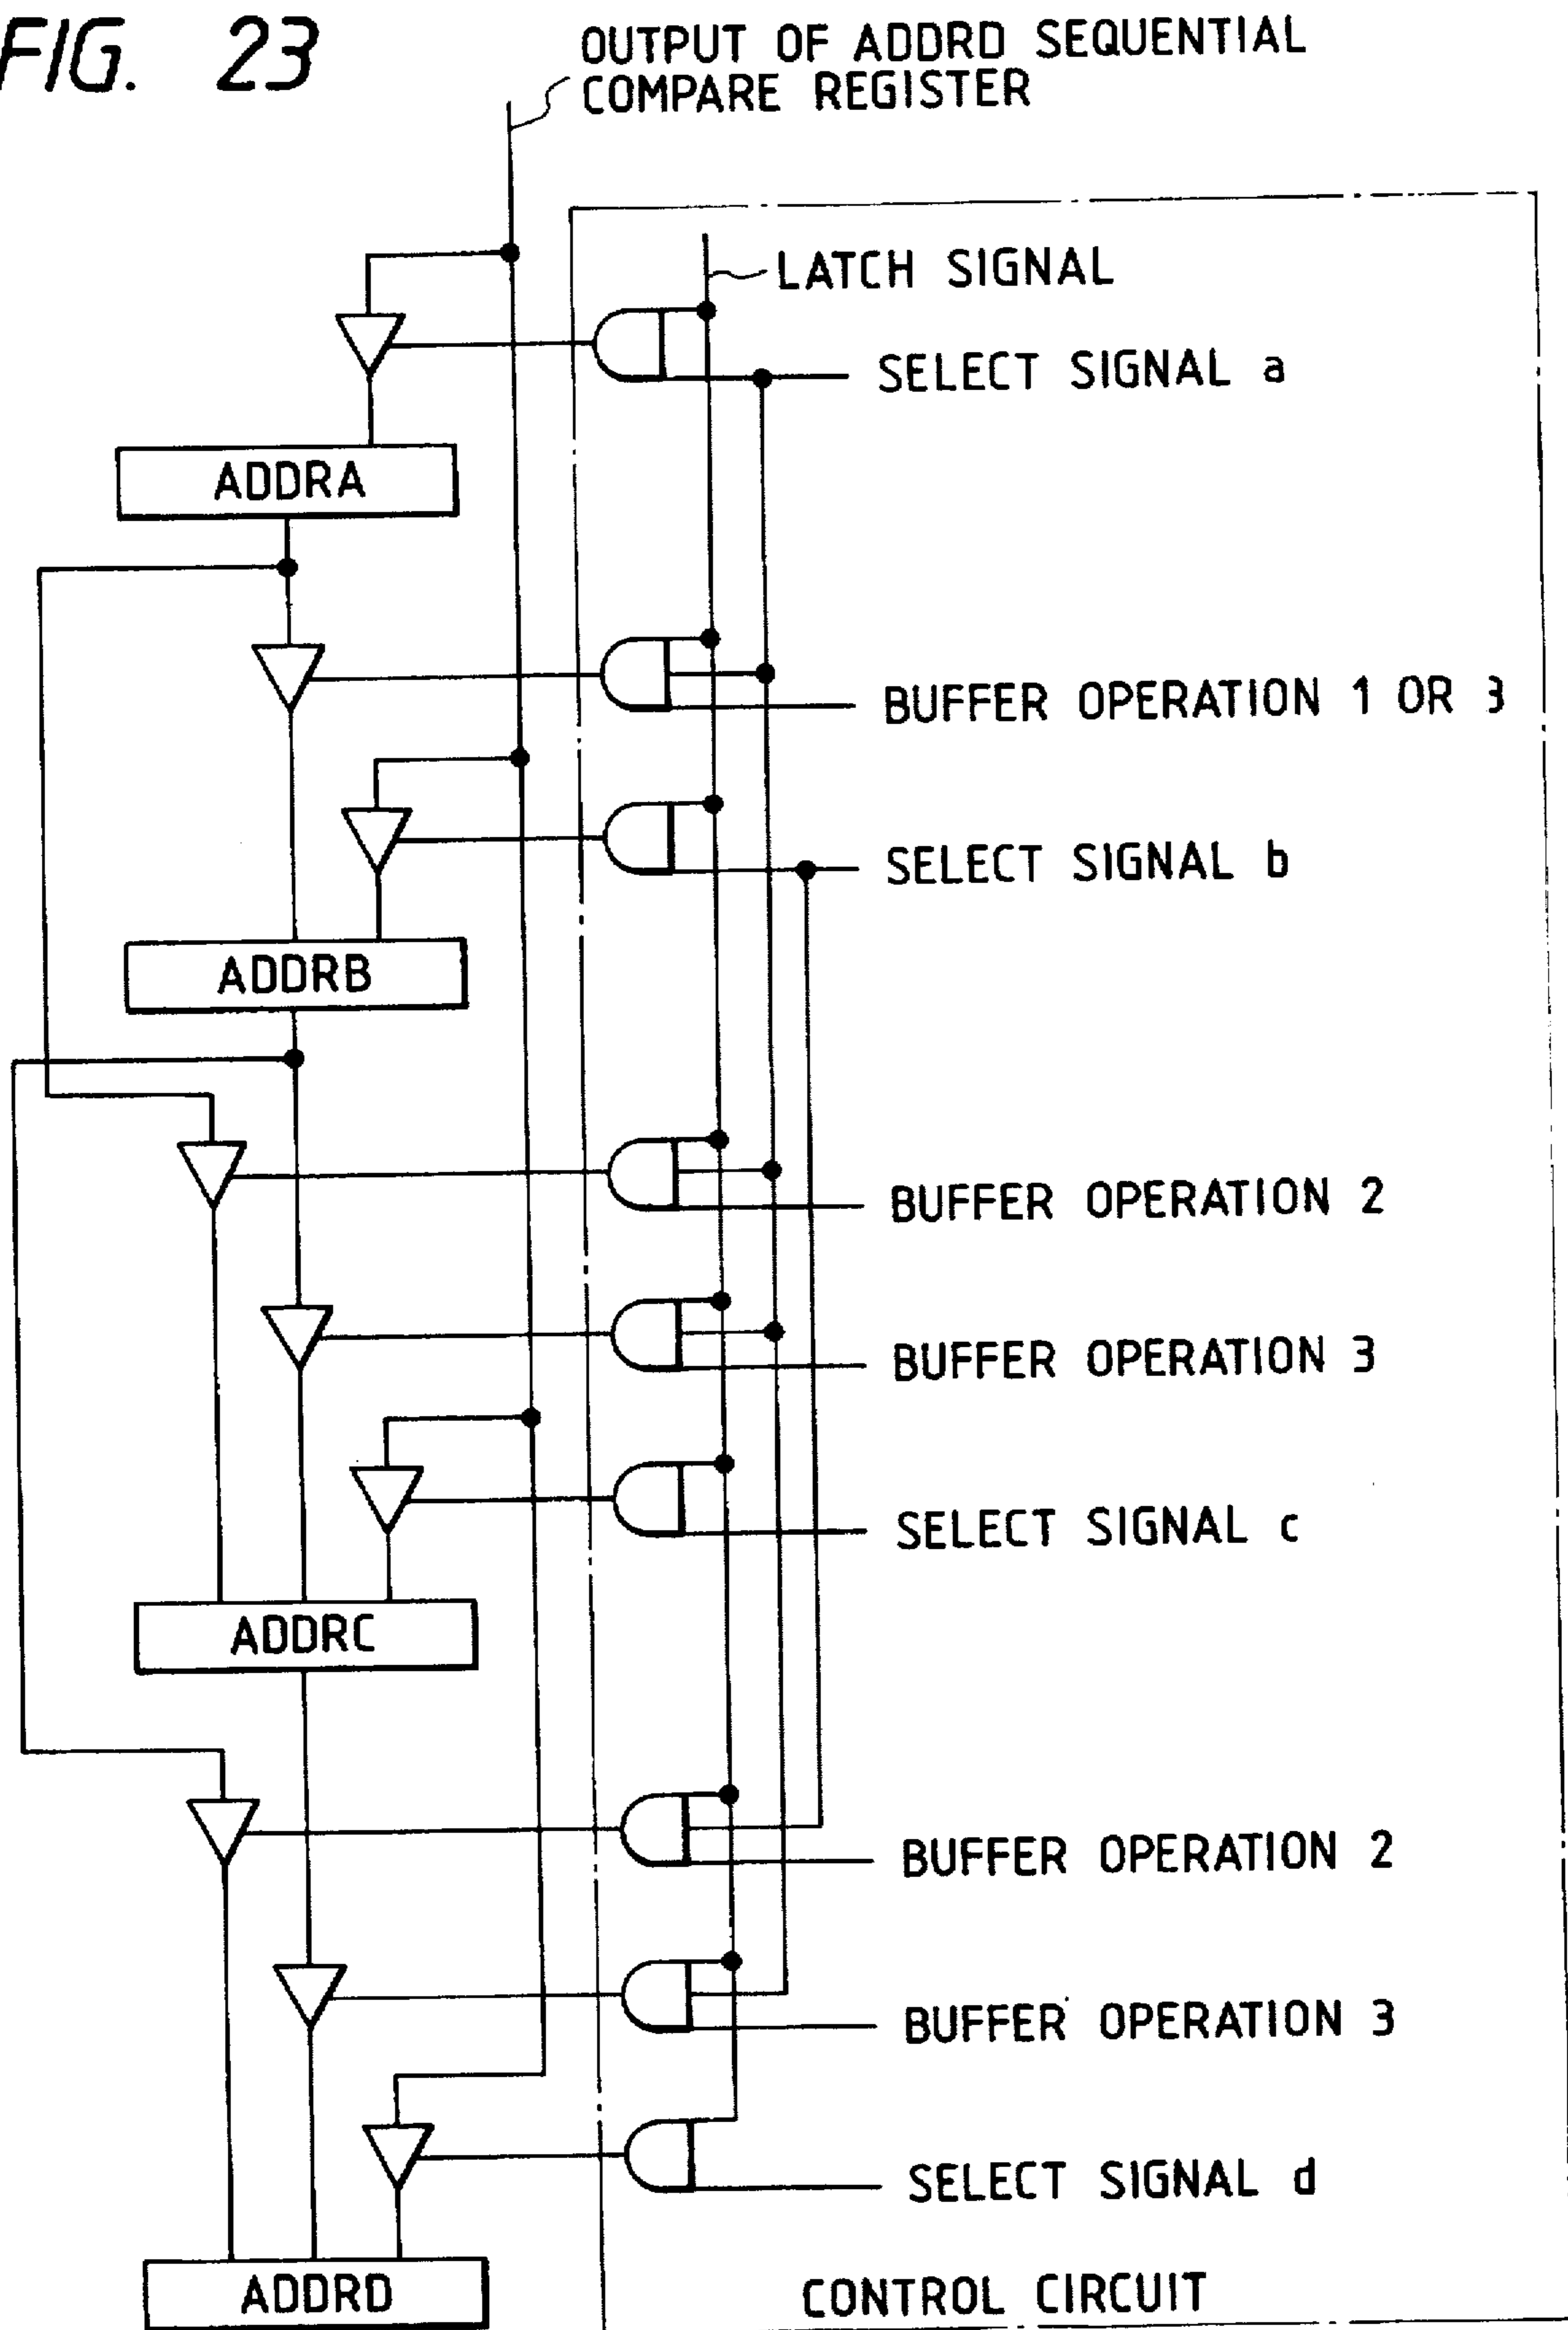 FIG. 23
OUTPUT OF ADDRD SEQUENTIAL
COMPARE REGISTER
LATCH SIGNAL
SELECT SIGNAL a
ADDRA
BUFFER OPERATION 1 OR 3
SELECT SIGNAL b
ADDRB
BUFFER OPERATION 2
BUFFER OPERATION 3
SELECT SIGNAL c
ADDRC
BUFFER OPERATION 2
BUFFER OPERATION 3
SELECT SIGNAL d
ADDRD
CONTROL CIRCUIT